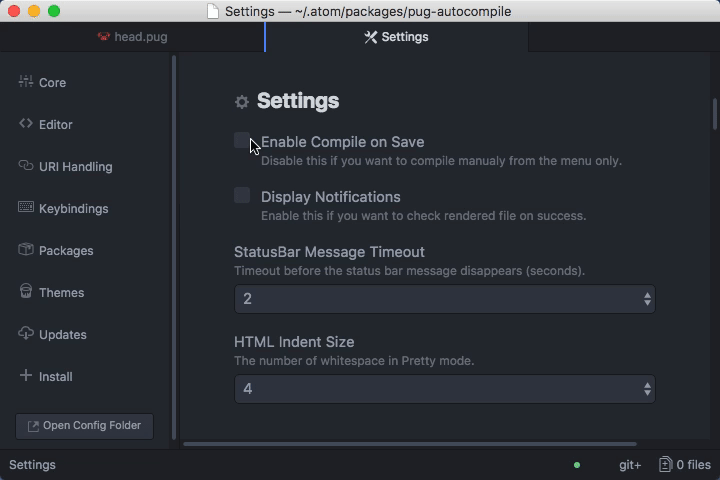 Settings — ~/.atom/packages/pug-autocompile
head.pug
Settings
Core
Editor
URI Handling
Keybindings
Packages
Themes
Updates
Install
Open Config Folder
Settings
Enable Compile on Save
Disable this if you want to compile manualy from the menu only.
Display Notifications
Enable this if you want to check rendered file on success.
StatusBar Message Timeout
Timeout before the status bar message disappears (seconds).
2
HTML Indent Size
The number of whitespace in Pretty mode.
4
Settings
git+
0 files